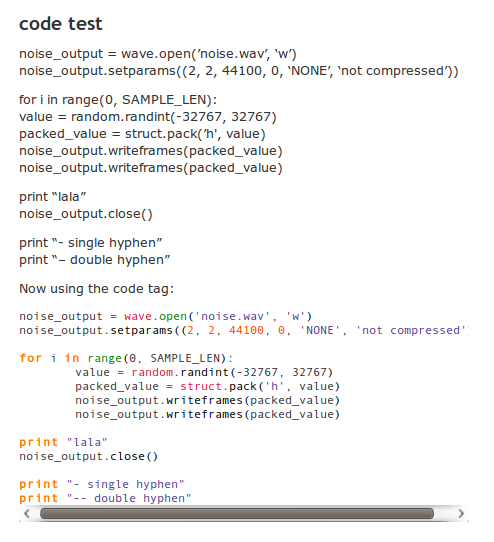 code test
noise_output = wave.open(’noise.wav’, ‘w’)
noise_output.setparams((2, 2, 44100, 0, ‘NONE’, ‘not compressed’))
for i in range(0, SAMPLE_LEN):
value = random.randint(-32767, 32767)
packed_value = struct.pack(’h', value)
noise_output.writeframes(packed_value)
noise_output.writeframes(packed_value)
print “lala”
noise_output.close()
print “- single hyphen”
print “– double hyphen”
Now using the code tag:
noise_output = wave.open('noise.wav', 'w')
noise_output.setparams((2, 2, 44100, 0, 'NONE', 'not compressed'
for i in range(0, SAMPLE_LEN):
        value = random.randint(-32767, 32767)
        packed_value = struct.pack('h', value)
        noise_output.writeframes(packed_value)
        noise_output.writeframes(packed_value)
print "lala"
noise_output.close()
print "- single hyphen"
print "-- double hyphen"